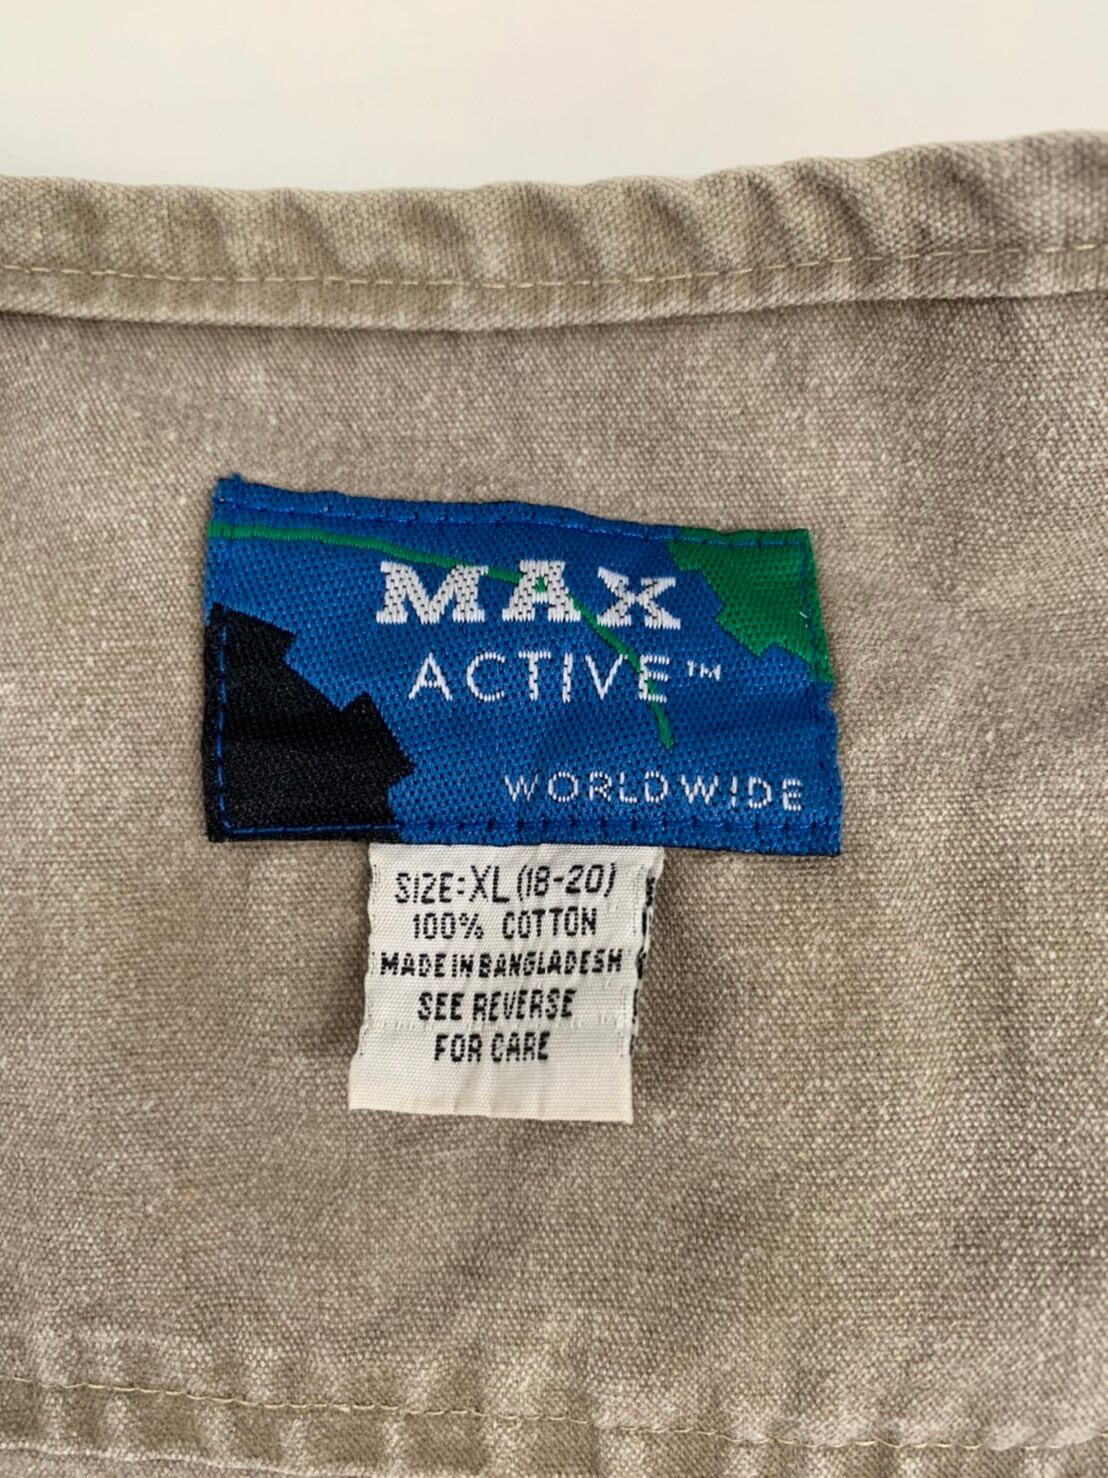 MAX
ACTIVE™
WORLDWIDE
SIZE:XL (18-20)
100% COTTON
MADE IN BANGLADESH
SEE REVERSE
FOR CARE